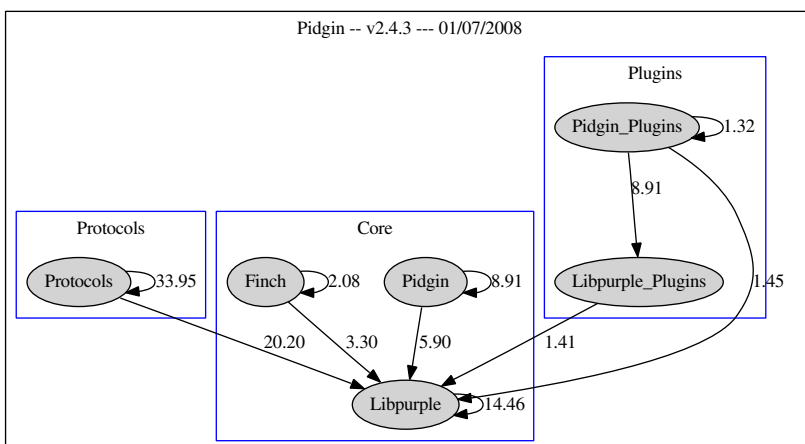 Pidgin -- v2.4.3 --- 01/07/2008
Plugins
Pidgin_Plugins
1.32
8.91
Protocols
Core
Protocols
33.95
Finch
2.08
Pidgin
8.91
Libpurple_Plugins
1.45
20.20
3.30
5.90
1.41
Libpurple
14.46